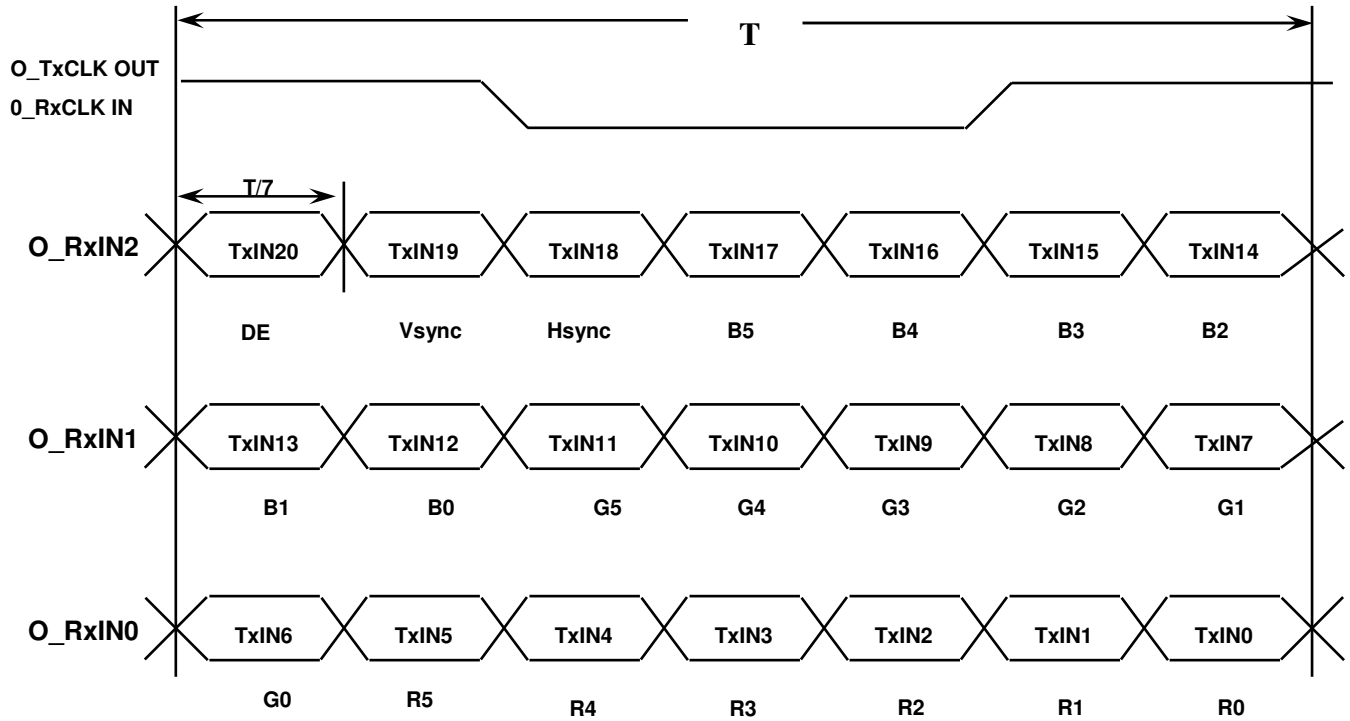 T
O_TxCLK OUT
0_RxCLK IN
T/7
O_RxIN2 TxIN20 TxIN19 TxIN18 TxIN17 TxIN16 TxIN15 TxIN14
DE Vsync Hsync B5 B4 B3 B2
O_RxIN1 TxIN13 TxIN12 TxIN11 TxIN10 TxIN9 TxIN8 TxIN7
B1 B0 G5 G4 G3 G2 G1
O_RxIN0 TxIN6 TxIN5 TxIN4 TxIN3 TxIN2 TxIN1 TxIN0
G0 R5 R4 R3 R2 R1 R0